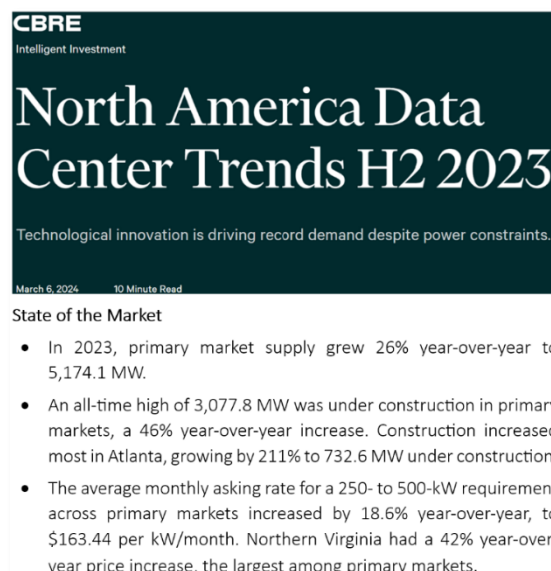 CBRE
Intelligent Investment
North America Data
Center Trends H2 2023
Technological innovation is driving record demand despite power constraints.
March 6, 2024 10 Minute Read
State of the Market
• In 2023, primary market supply grew 26% year-over-year to
5,174.1 MW.
• An all-time high of 3,077.8 MW was under construction in primary
markets, a 46% year-over-year increase. Construction increased
most in Atlanta, growing by 211% to 732.6 MW under construction
• The average monthly asking rate for a 250- to 500-kW requirement
across primary markets increased by 18.6% year-over-year, to
$163.44 per kW/month. Northern Virginia had a 42% year-over-
year price increase, the largest among primary markets.